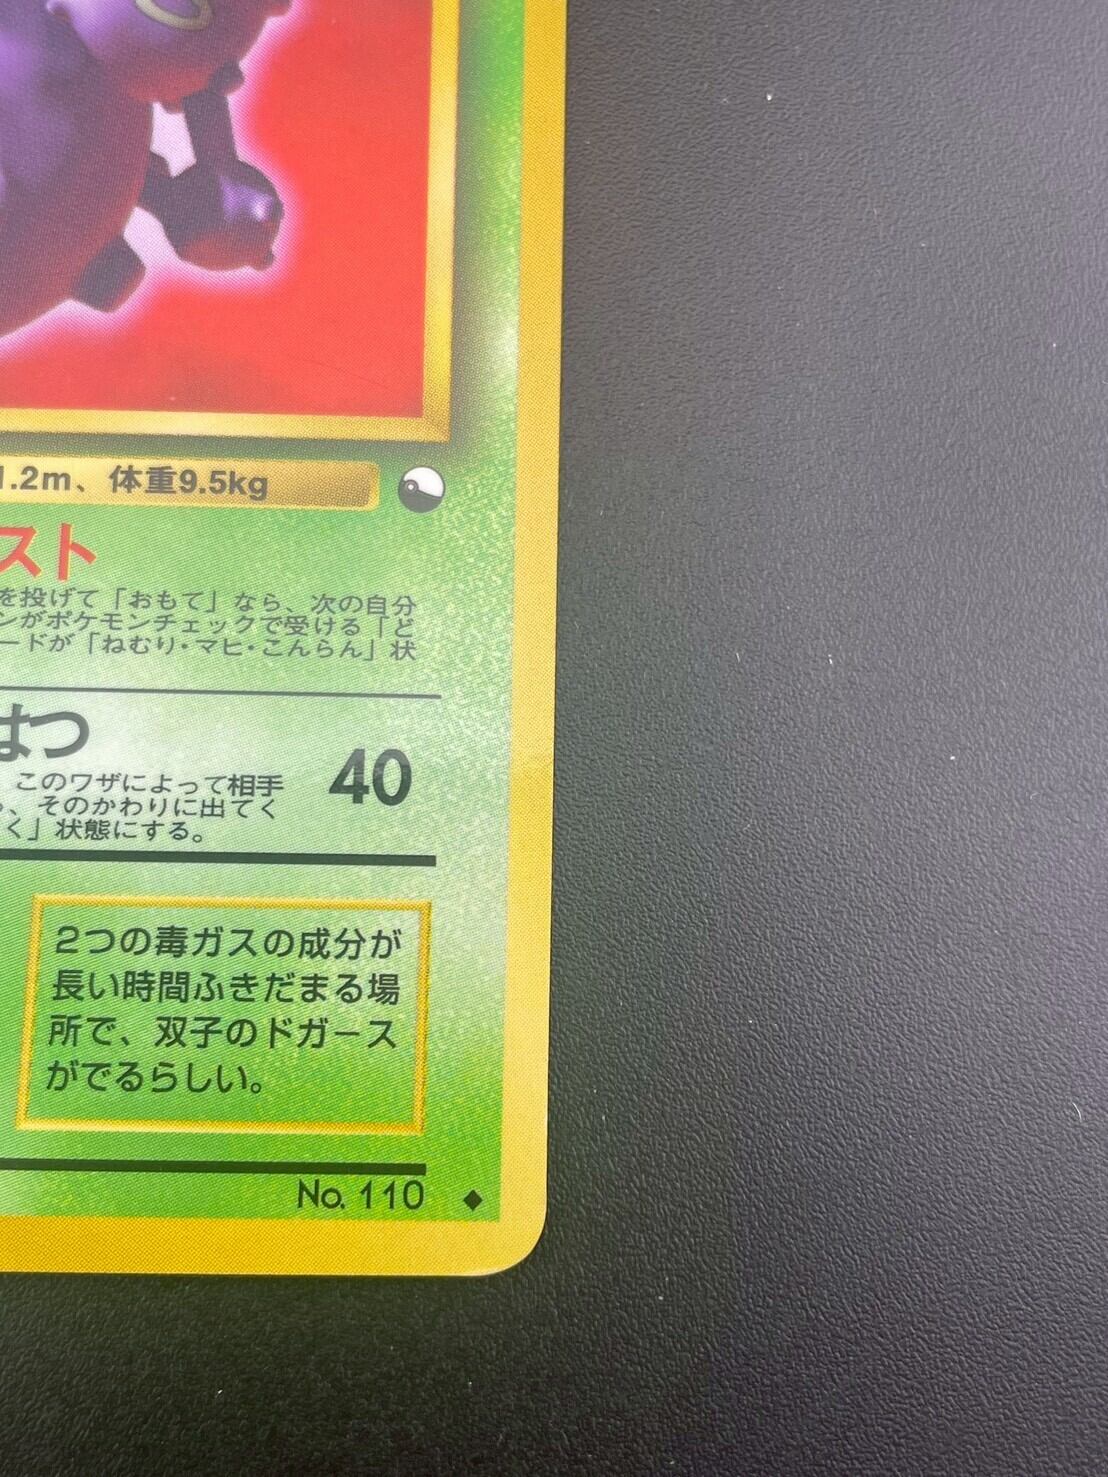 1.2m、体重9.5kg
スト
を投げて「おもて」なら、次の自分
ンがポケモンチェックで受ける「ど
ードが「ねむり・マヒ・こんらん」状
はつ
40
このワザによって相手
、そのかわりに出てく
く」状態にする。
2つの毒ガスの成分が
長い時間ふきだまる場
所で、双子のドガース
がでるらしい。
No. 110 ◆